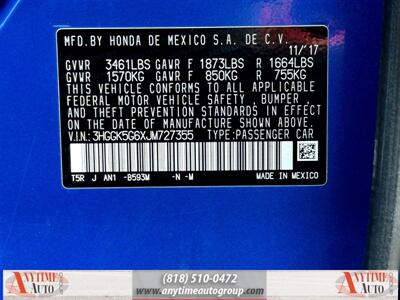 MFD.BY HONDA DE MEXICO S.A. DE C.V.
11/'17
GVWR 3461LBS GAWR F 1873LBS R 1664LBS
GVWR 1570KG GAWR F 850KG R 755KG
THIS VEHICLE CONFORMS TO ALL APPLICABLE
FEDERAL MOTOR VEHICLE SAFETY, BUMPER,
AND THEFT PREVENTION STANDARDS IN EFFECT
ON THE DATE OF MANUFACTURE SHOWN ABOVE.
V.I.N.:3HGGK5G6XJM727355 TYPE:PASSENGER CAR
T5R J AN1 -B593M -N -M MADE IN MEXICO
ANYTIME AUTO
(818) 510-0472
www.anytimeautogroup.com
ANYTIME AUTO